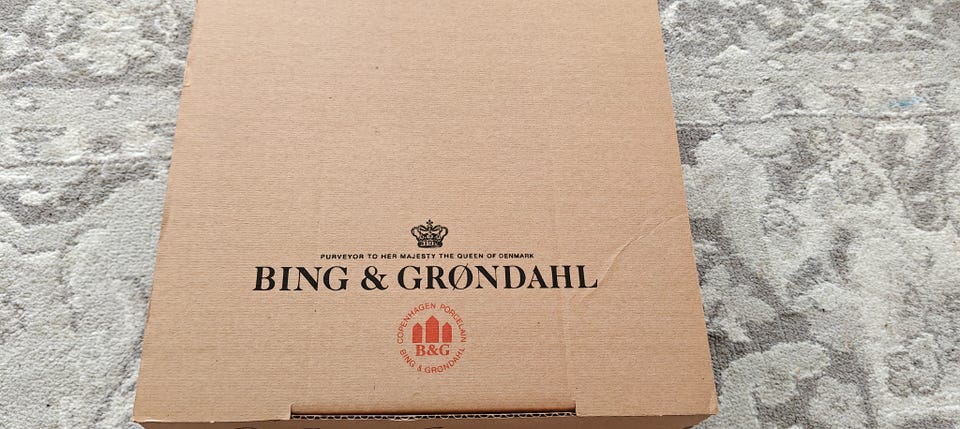 PURVEYOR TO HER MAJESTY THE QUEEN OF DENMARK
BING & GRØNDAHL
COPENHAGEN PORCELAIN
B&G
BING & GRØNDAHL